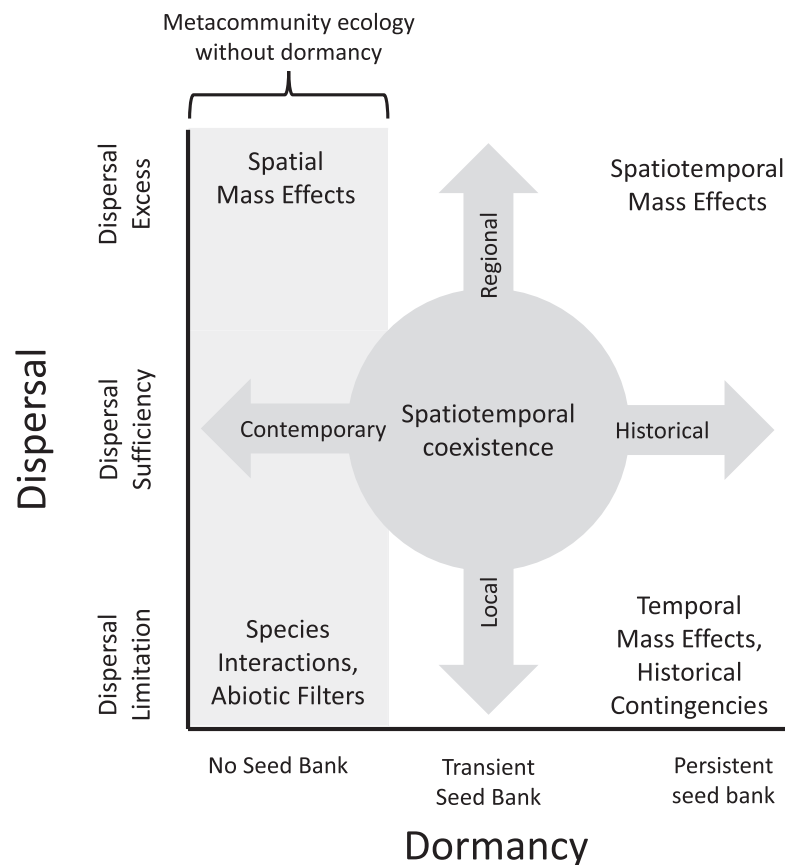 Metacommunity ecology
without dormancy
Dispersal
Excess
Spatial
Mass Effects
Spatiotemporal
Mass Effects
Regional
Dispersal
Dispersal
Sufficiency
Contemporary
Spatiotemporal
coexistence
Historical
Local
Dispersal
Limitation
Species
Interactions,
Abiotic Filters
Temporal
Mass Effects,
Historical
Contingencies
No Seed Bank
Transient
Seed Bank
Persistent
seed bank
Dormancy